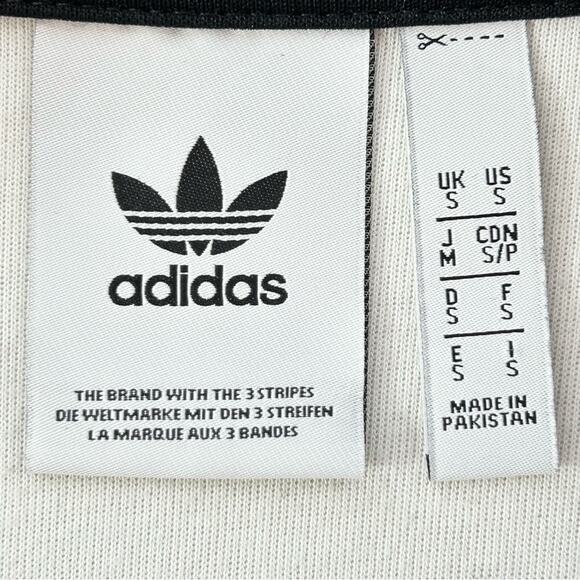 adidas
THE BRAND WITH THE 3 STRIPES
DIE WELTMARKE MIT DEN 3 STREIFEN
LA MARQUE AUX 3 BANDES
UK US
S S
J CDN
M S/P
D F
S S
E I
S S
MADE IN
PAKISTAN